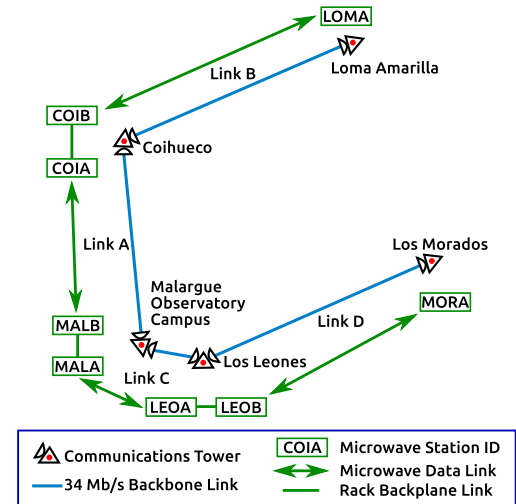 LOMA
Loma Amarilla
Link B
COIB
Coihueco
COIA
Link A
Los Morados
Malargue
Observatory
Campus
MORA
MALB
Link D
MALA
Los Leones
Link C
LEOA
LEOB
Communications Tower
34 Mb/s Backbone Link
COIA
Microwave Station ID
Microwave Data Link
Rack Backplane Link